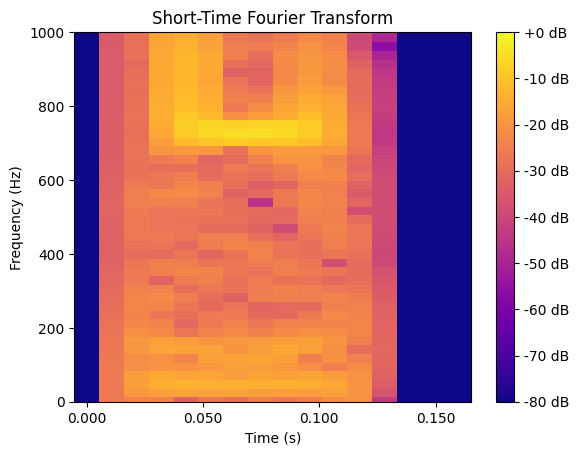 Short-Time Fourier Transform
1000
800
600
400
200
0
Frequency (Hz)
0.000
0.050
0.100
0.150
Time (s)
+0 dB
-10 dB
-20 dB
-30 dB
-40 dB
-50 dB
-60 dB
-70 dB
-80 dB